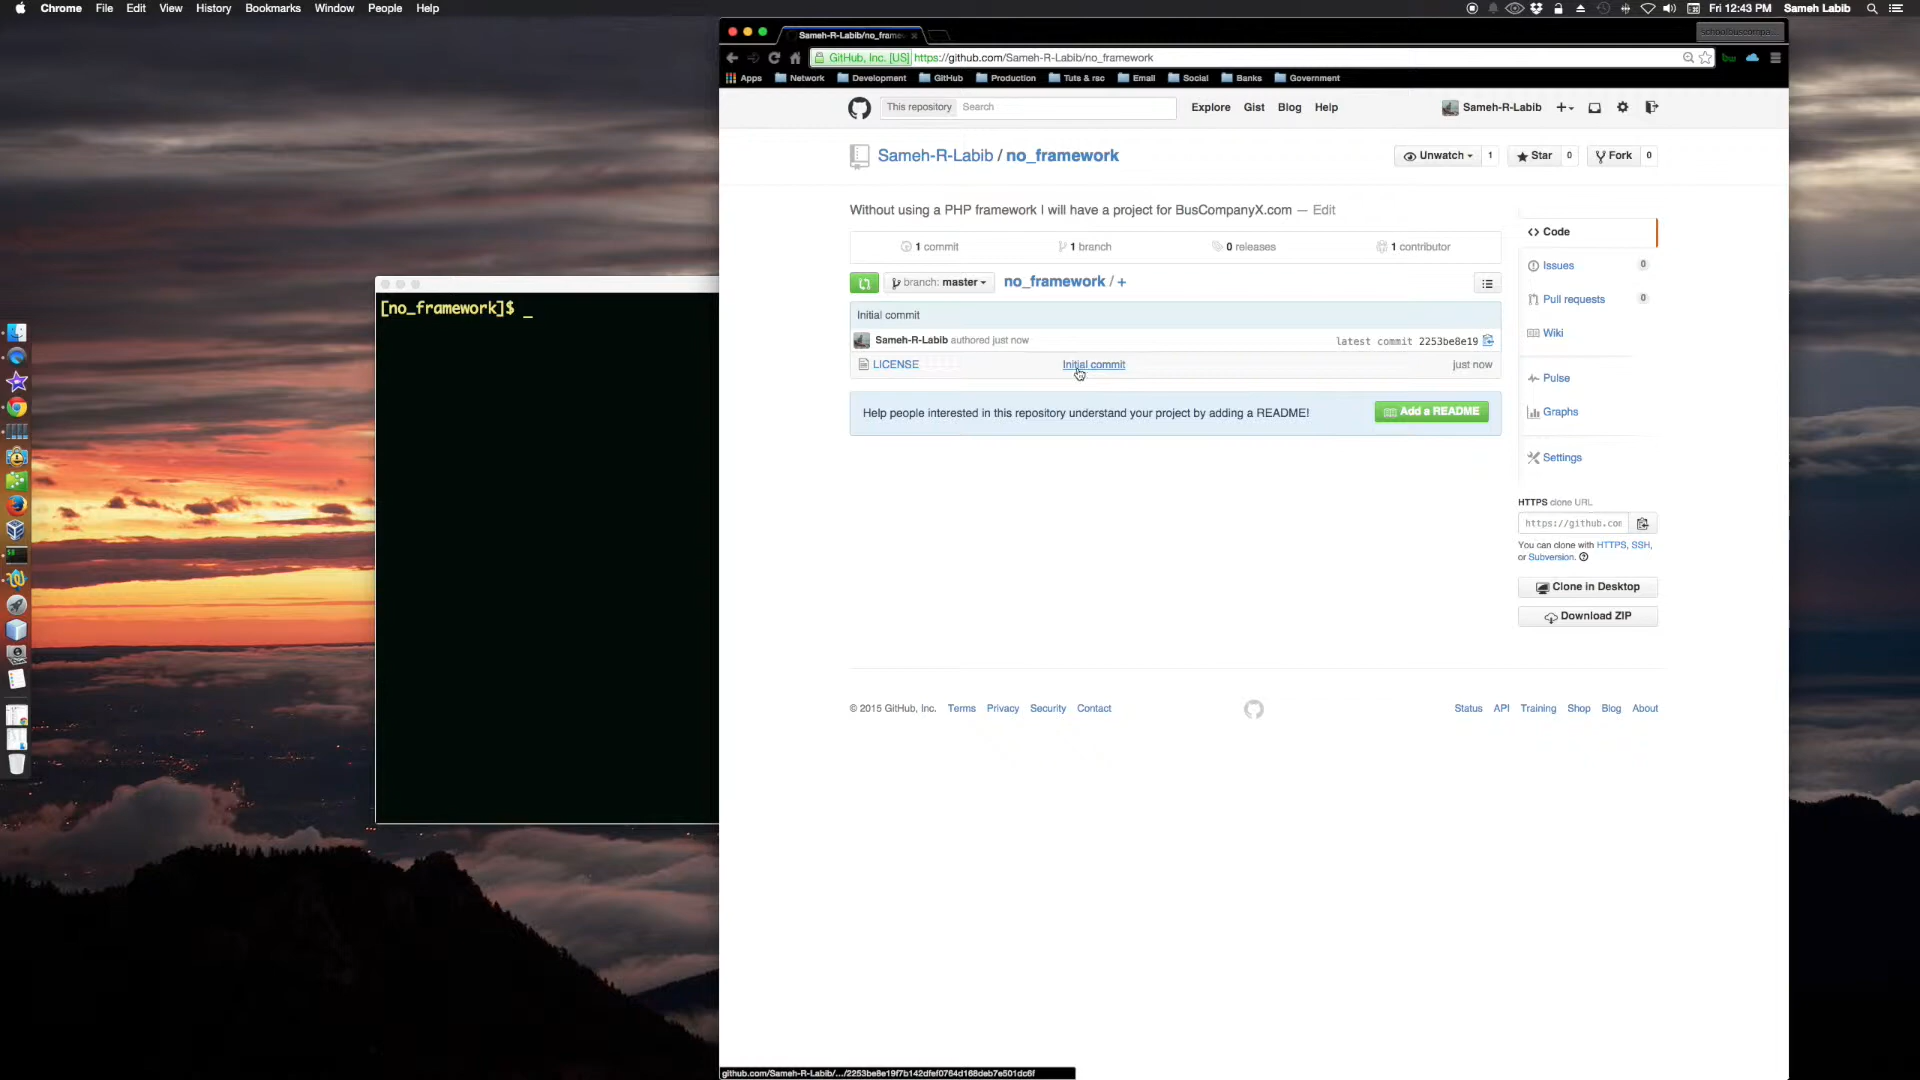 Chrome File Edit View History Bookmarks Window People Help
Fri 12:43 PM Sameh Labib
Sameh-R-Labib/no_frame
GitHub, Inc. [US] https://github.com/Sameh-R-Labib/no_framework
Apps Network Development GitHub Production Tuts & rsc Email Social Banks Government
This repository Search Explore Gist Blog Help Sameh-R-Labib
Sameh-R-Labib / no_framework Unwatch 1 Star 0 Fork 0
Without using a PHP framework I will have a project for BusCompanyX.com — Edit
1 commit 1 branch 0 releases 1 contributor
branch: master no_framework / +
Initial commit
Sameh-R-Labib authored just now latest commit 2253be8e19
LICENSE Initial commit just now
Help people interested in this repository understand your project by adding a README! Add a README
Code
Issues 0
Pull requests 0
Wiki
Pulse
Graphs
Settings
HTTPS clone URL
https://github.com
You can clone with HTTPS, SSH,
or Subversion.
Clone in Desktop
Download ZIP
© 2015 GitHub, Inc. Terms Privacy Security Contact
Status API Training Shop Blog About
[no_framework]$ _